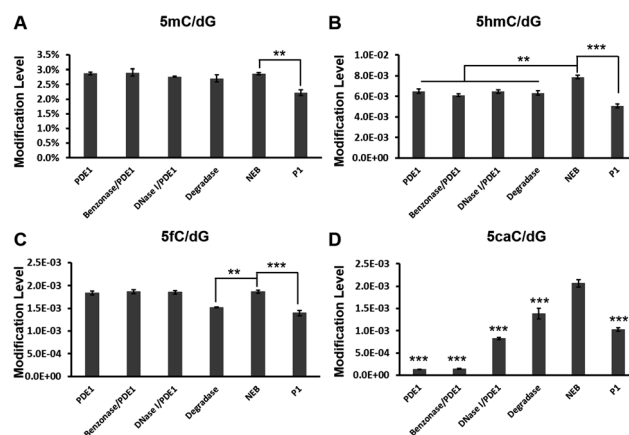 A
5mC/dG
Modification Level
3.5%
3.0%
2.5%
2.0%
1.5%
1.0%
0.5%
0.0%
**
PDE1
Benzonase/PDE1
DNase I/PDE1
Degradase
NEB
P1
B
5hmC/dG
Modification Level
1.0E-02
8.0E-03
6.0E-03
4.0E-03
2.0E-03
0.0E+00
**
***
PDE1
Benzonase/PDE1
DNase I/PDE1
Degradase
NEB
P1
C
5fC/dG
Modification Level
2.5E-03
2.0E-03
1.5E-03
1.0E-03
5.0E-04
0.0E+00
**
***
PDE1
Benzonase/PDE1
DNase I/PDE1
Degradase
NEB
P1
D
5caC/dG
Modification Level
2.5E-03
2.0E-03
1.5E-03
1.0E-03
5.0E-04
0.0E+00
***
***
***
***
***
PDE1
Benzonase/PDE1
DNase I/PDE1
Degradase
NEB
P1